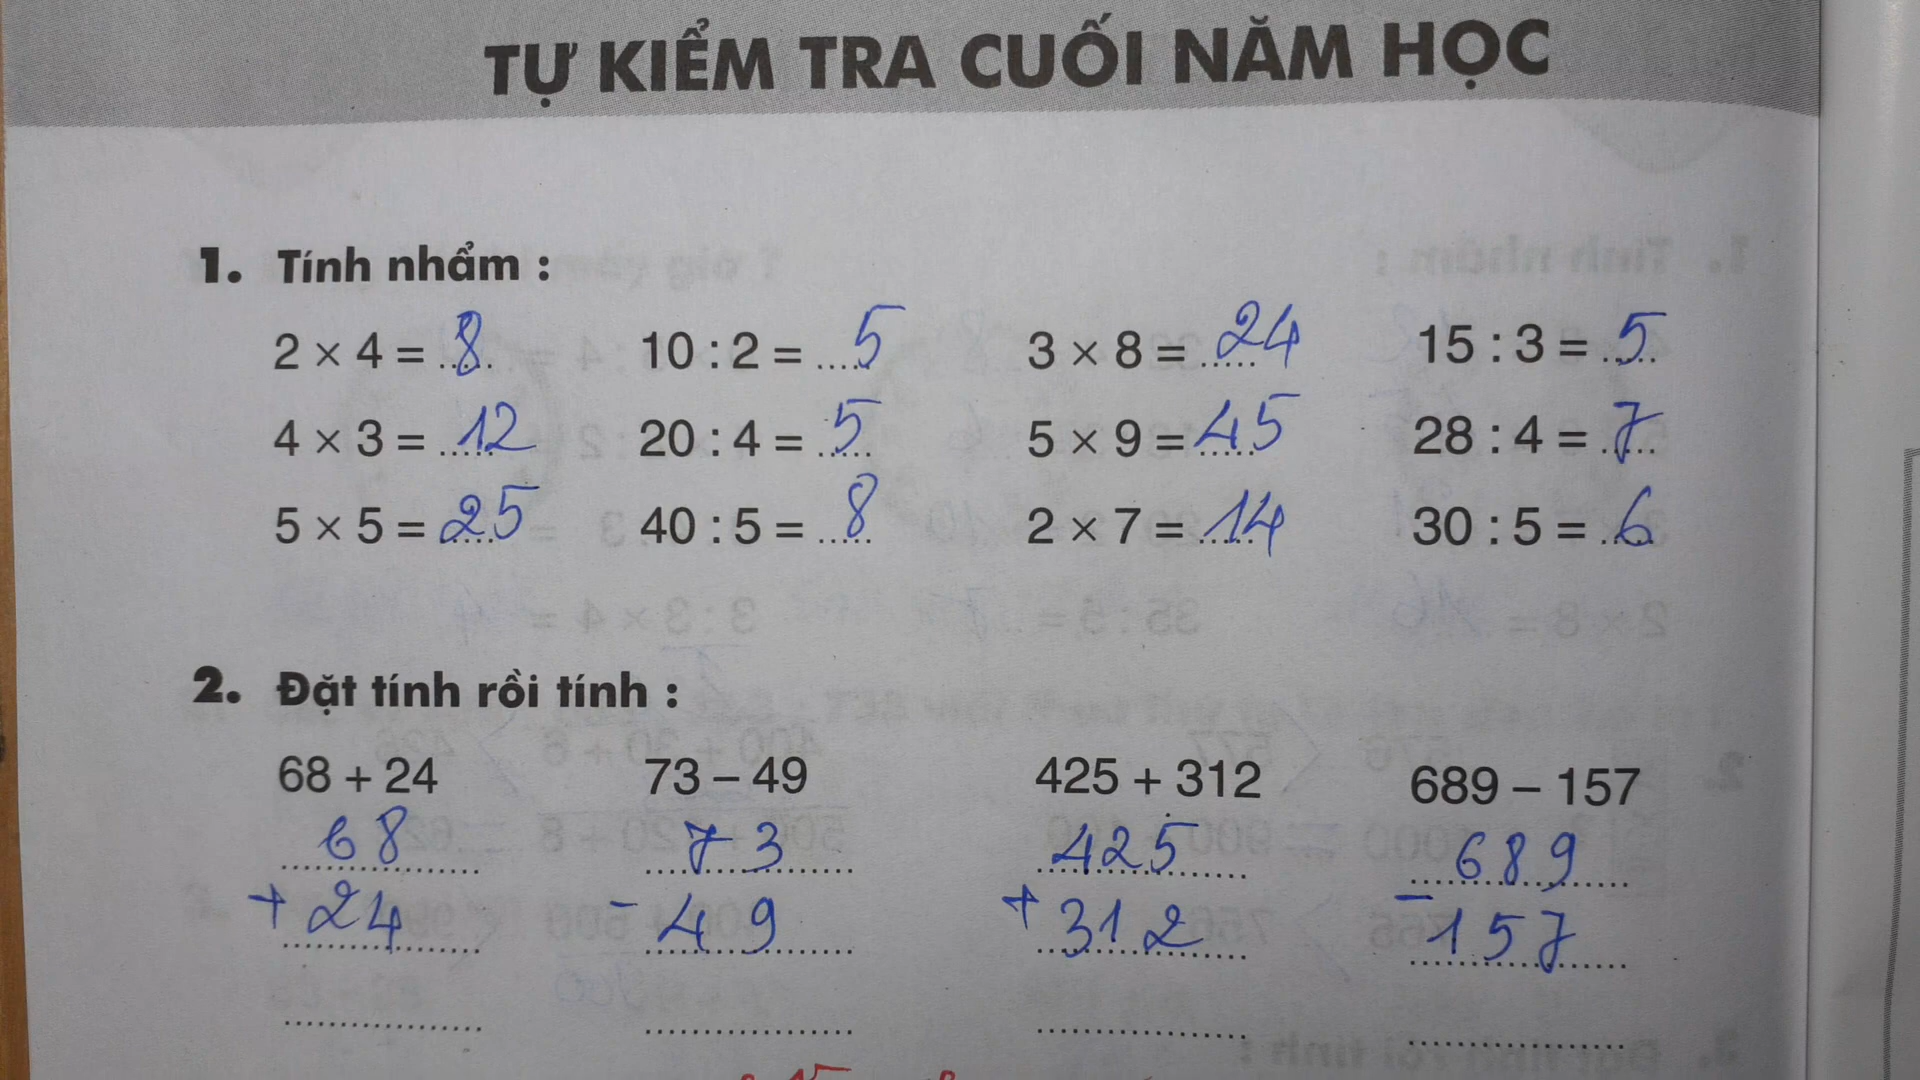 TỰ KIỂM TRA CUỐI NĂM HỌC
1. Tính nhẩm :
2 × 4 = 8 10 : 2 = 5 3 × 8 = 24 15 : 3 = 5
4 × 3 = 12 20 : 4 = 5 5 × 9 = 45 28 : 4 = 7
5 × 5 = 25 40 : 5 = 8 2 × 7 = 14 30 : 5 = 6
2. Đặt tính rồi tính :
68 + 24 73 – 49 425 + 312 689 – 157
68 73 425 689
+ 24 - 49 + 312 - 157